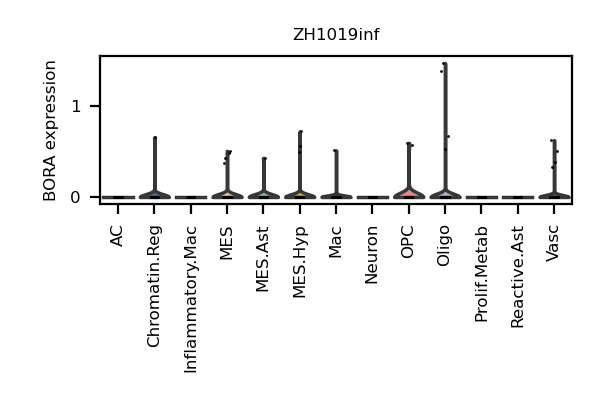 ZH1019inf
BORA expression
1
0
AC
Chromatin.Reg
Inflammatory.Mac
MES
MES.Ast
MES.Hyp
Mac
Neuron
OPC
Oligo
Prolif.Metab
Reactive.Ast
Vasc